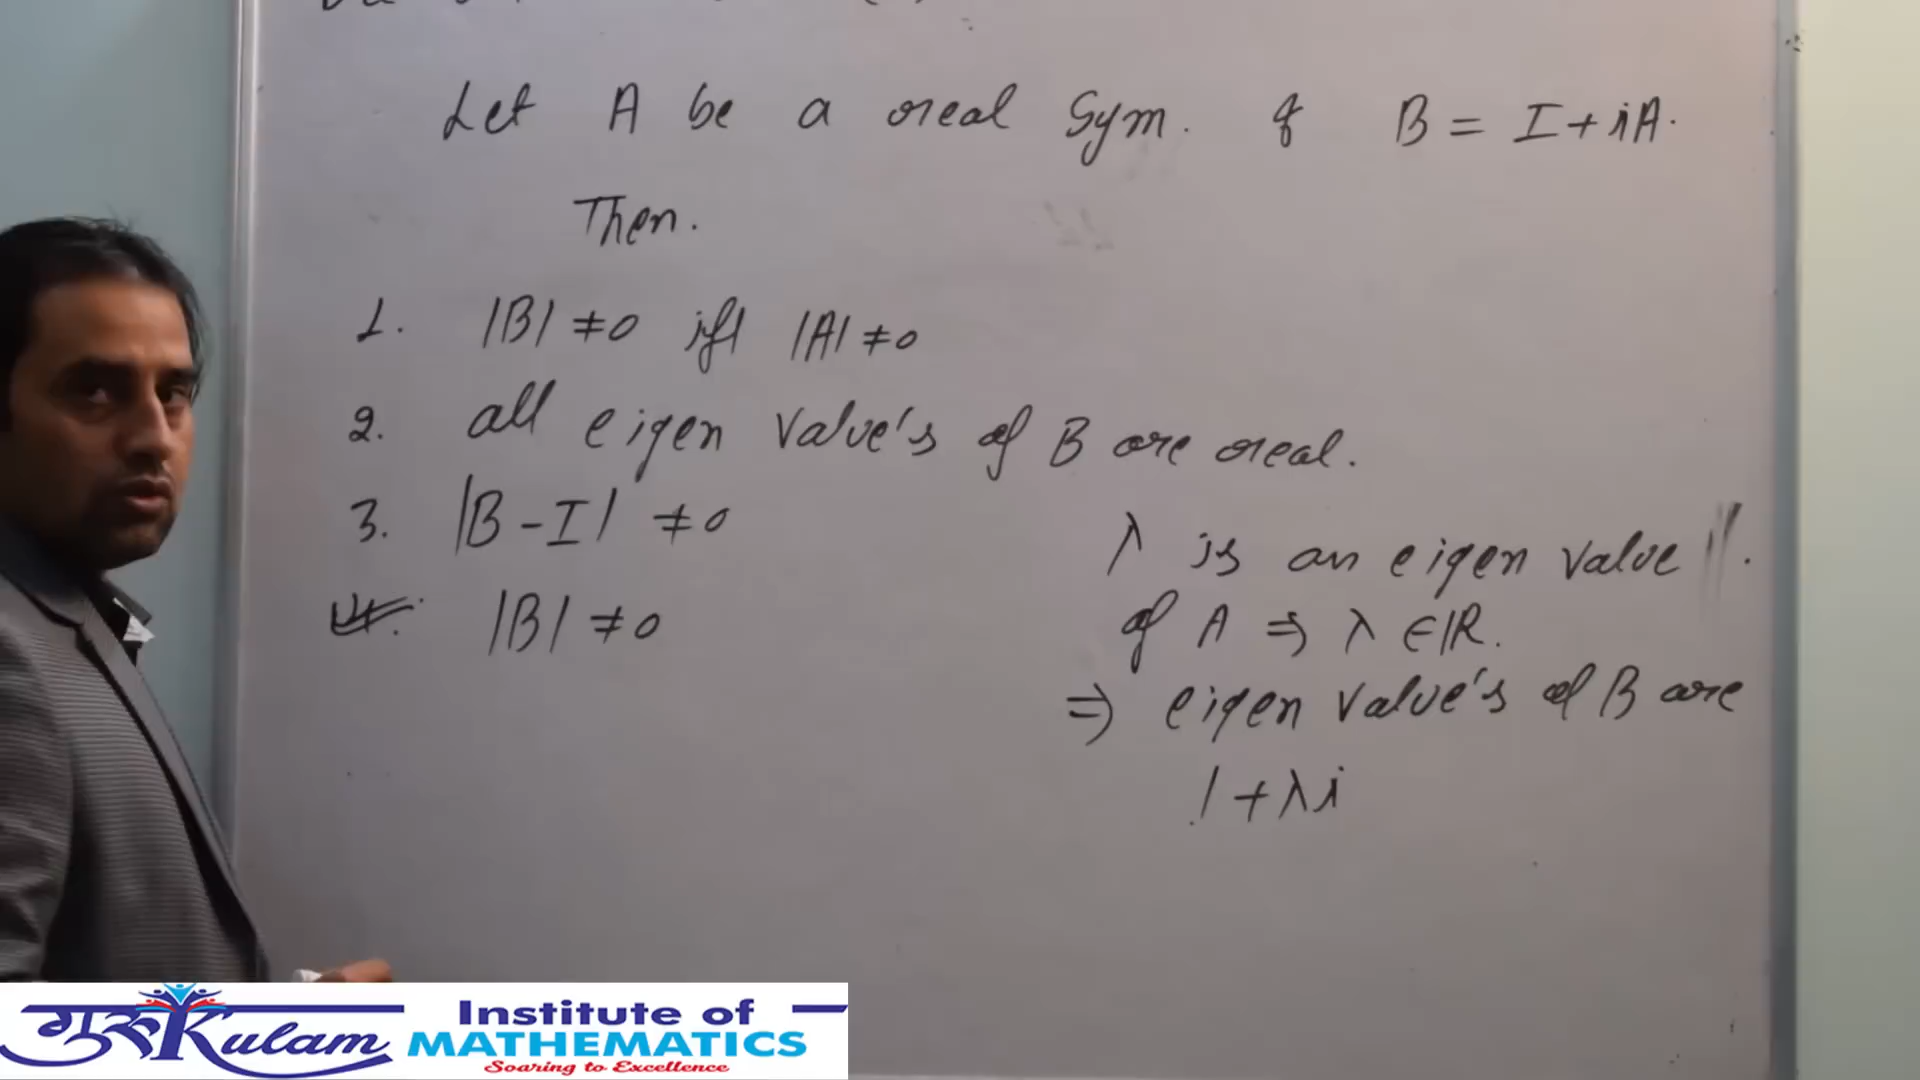 Let A be a real Sym. & B = I + iA.
Then.
1. |B| ≠ 0 iff |A| ≠ 0
2. all eigen value's of B are real.
3. |B - I| ≠ 0
4. |B| ≠ 0
λ is an eigen value
of A ⇒ λ ∈ ℝ.
⇒ eigen value's of B are
1 + λi
गुरुKulam
Institute of
MATHEMATICS
Soaring to Excellence